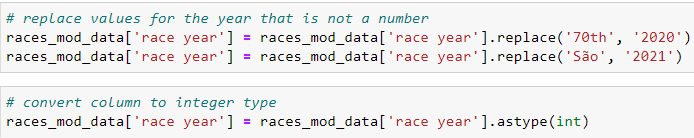 # replace values for the year that is not a number
races_mod_data['race year'] = races_mod_data['race year'].replace('70th', '2020')
races_mod_data['race year'] = races_mod_data['race year'].replace('São', '2021')
# convert column to integer type
races_mod_data['race year'] = races_mod_data['race year'].astype(int)